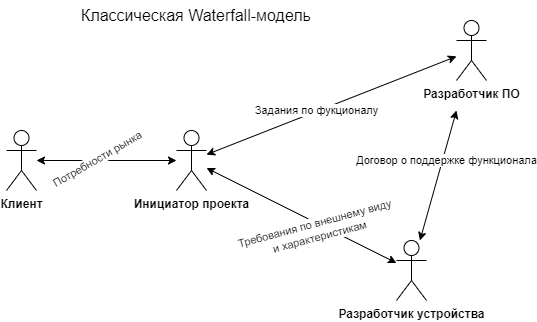 Классическая Waterfall-модель
Разработчик ПО
Задания по фукционалу
Потребности рынка
Договор о поддержке функционала
Клиент
Инициатор проекта
Требования по внешнему виду
и характеристикам
Разработчик устройства